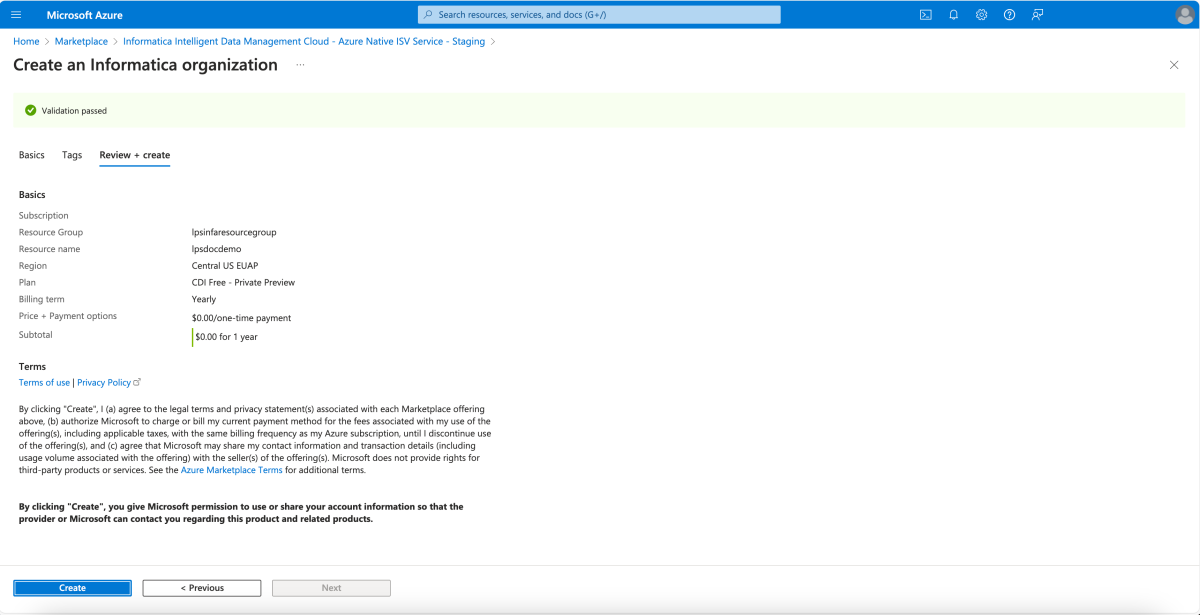 Microsoft Azure
Search resources, services, and docs (G+/)
Home > Marketplace > Informatica Intelligent Data Management Cloud - Azure Native ISV Service - Staging >
Create an Informatica organization ...
Validation passed
Basics Tags Review + create
Basics
Subscription
Resource Group lpsinfaresourcegroup
Resource name lpsdocdemo
Region Central US EUAP
Plan CDI Free - Private Preview
Billing term Yearly
Price + Payment options $0.00/one-time payment
Subtotal $0.00 for 1 year
Terms
Terms of use | Privacy Policy
By clicking "Create", I (a) agree to the legal terms and privacy statement(s) associated with each Marketplace offering
above, (b) authorize Microsoft to charge or bill my current payment method for the fees associated with my use of the
offering(s), including applicable taxes, with the same billing frequency as my Azure subscription, until I discontinue use
of the offering(s), and (c) agree that Microsoft may share my contact information and transaction details (including
usage volume associated with the offering) with the seller(s) of the offering(s). Microsoft does not provide rights for
third-party products or services. See the Azure Marketplace Terms for additional terms.
By clicking "Create", you give Microsoft permission to use or share your account information so that the
provider or Microsoft can contact you regarding this product and related products.
Create < Previous Next